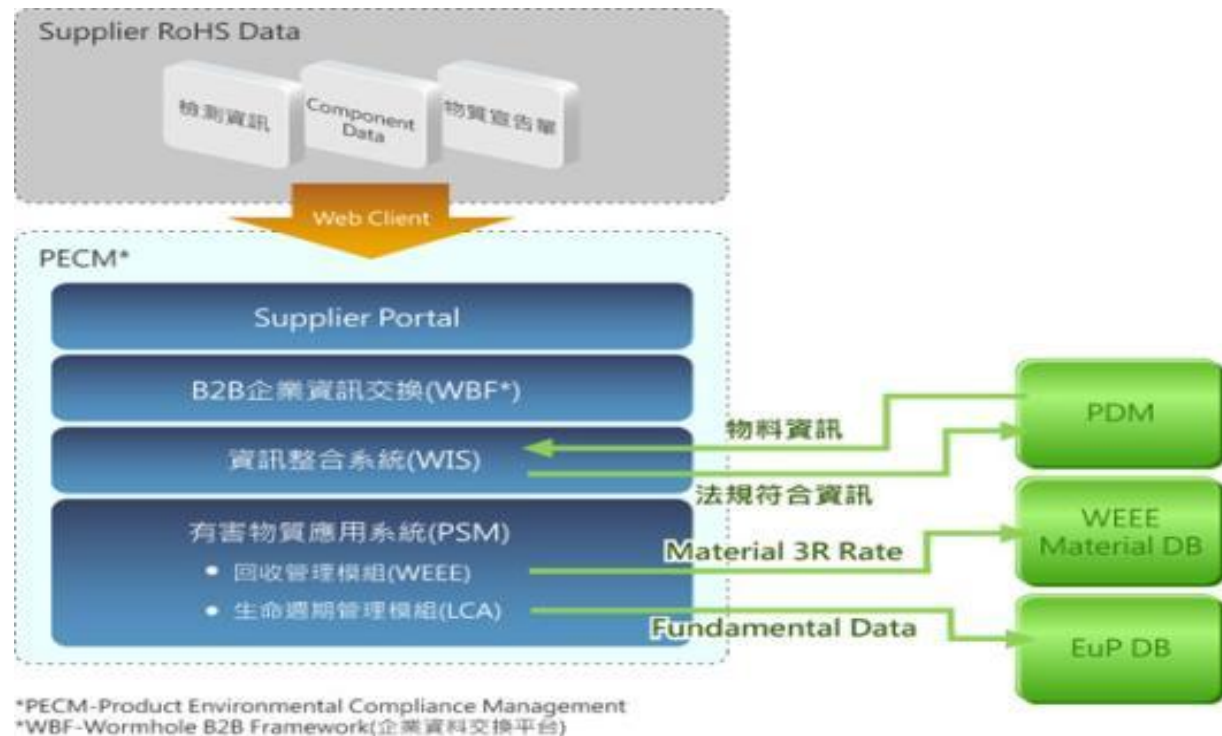 Supplier RoHS Data
檢測資訊
Component
Data
物質宣告單
Web Client
PECM*
Supplier Portal
B2B企業資訊交換(WBF*)
資訊整合系統(WIS)
有害物質應用系統(PSM)
• 回收管理模組(WEEE)
• 生命週期管理模組(LCA)
物料資訊
法規符合資訊
Material 3R Rate
Fundamental Data
PDM
WEEE
Material DB
EuP DB
*PECM-Product Environmental Compliance Management
*WBF-Wormhole B2B Framework(企業資料交換平台)